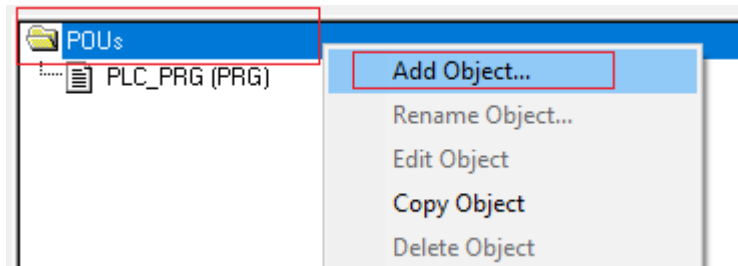 POUs
PLC_PRG (PRG)
Add Object...
Rename Object...
Edit Object
Copy Object
Delete Object